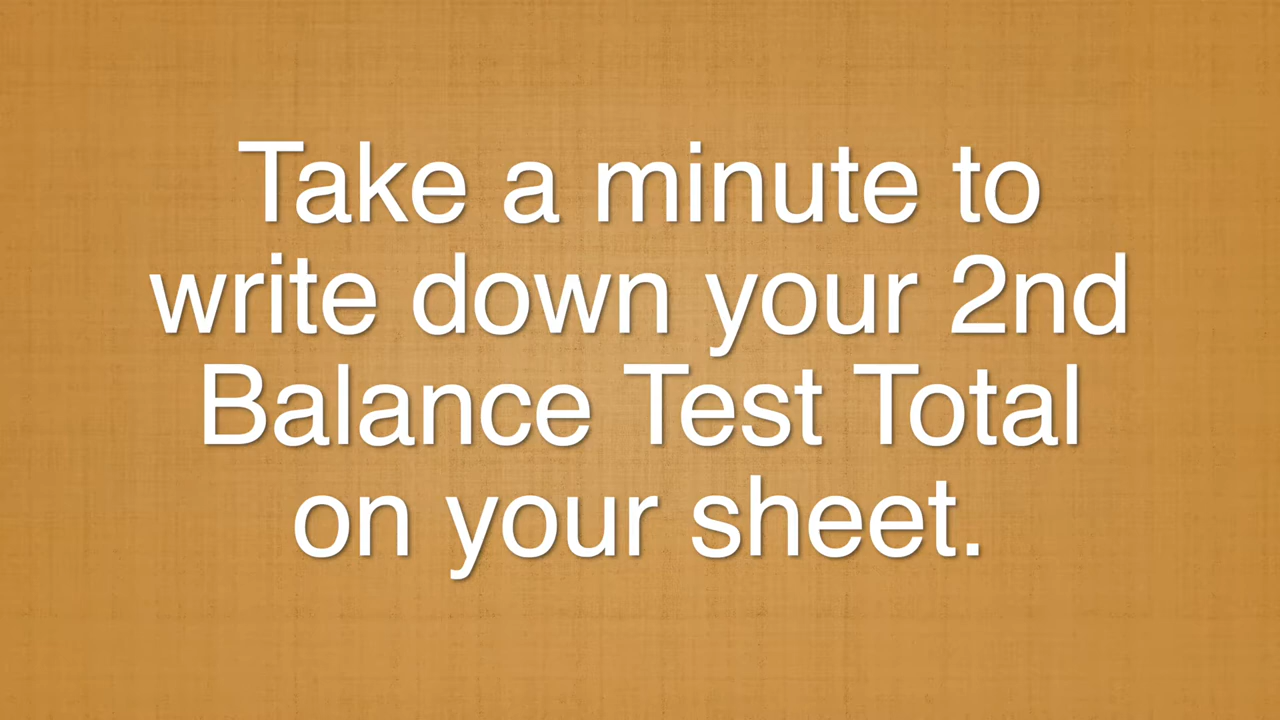 Take a minute to
write down your 2nd
Balance Test Total
on your sheet.